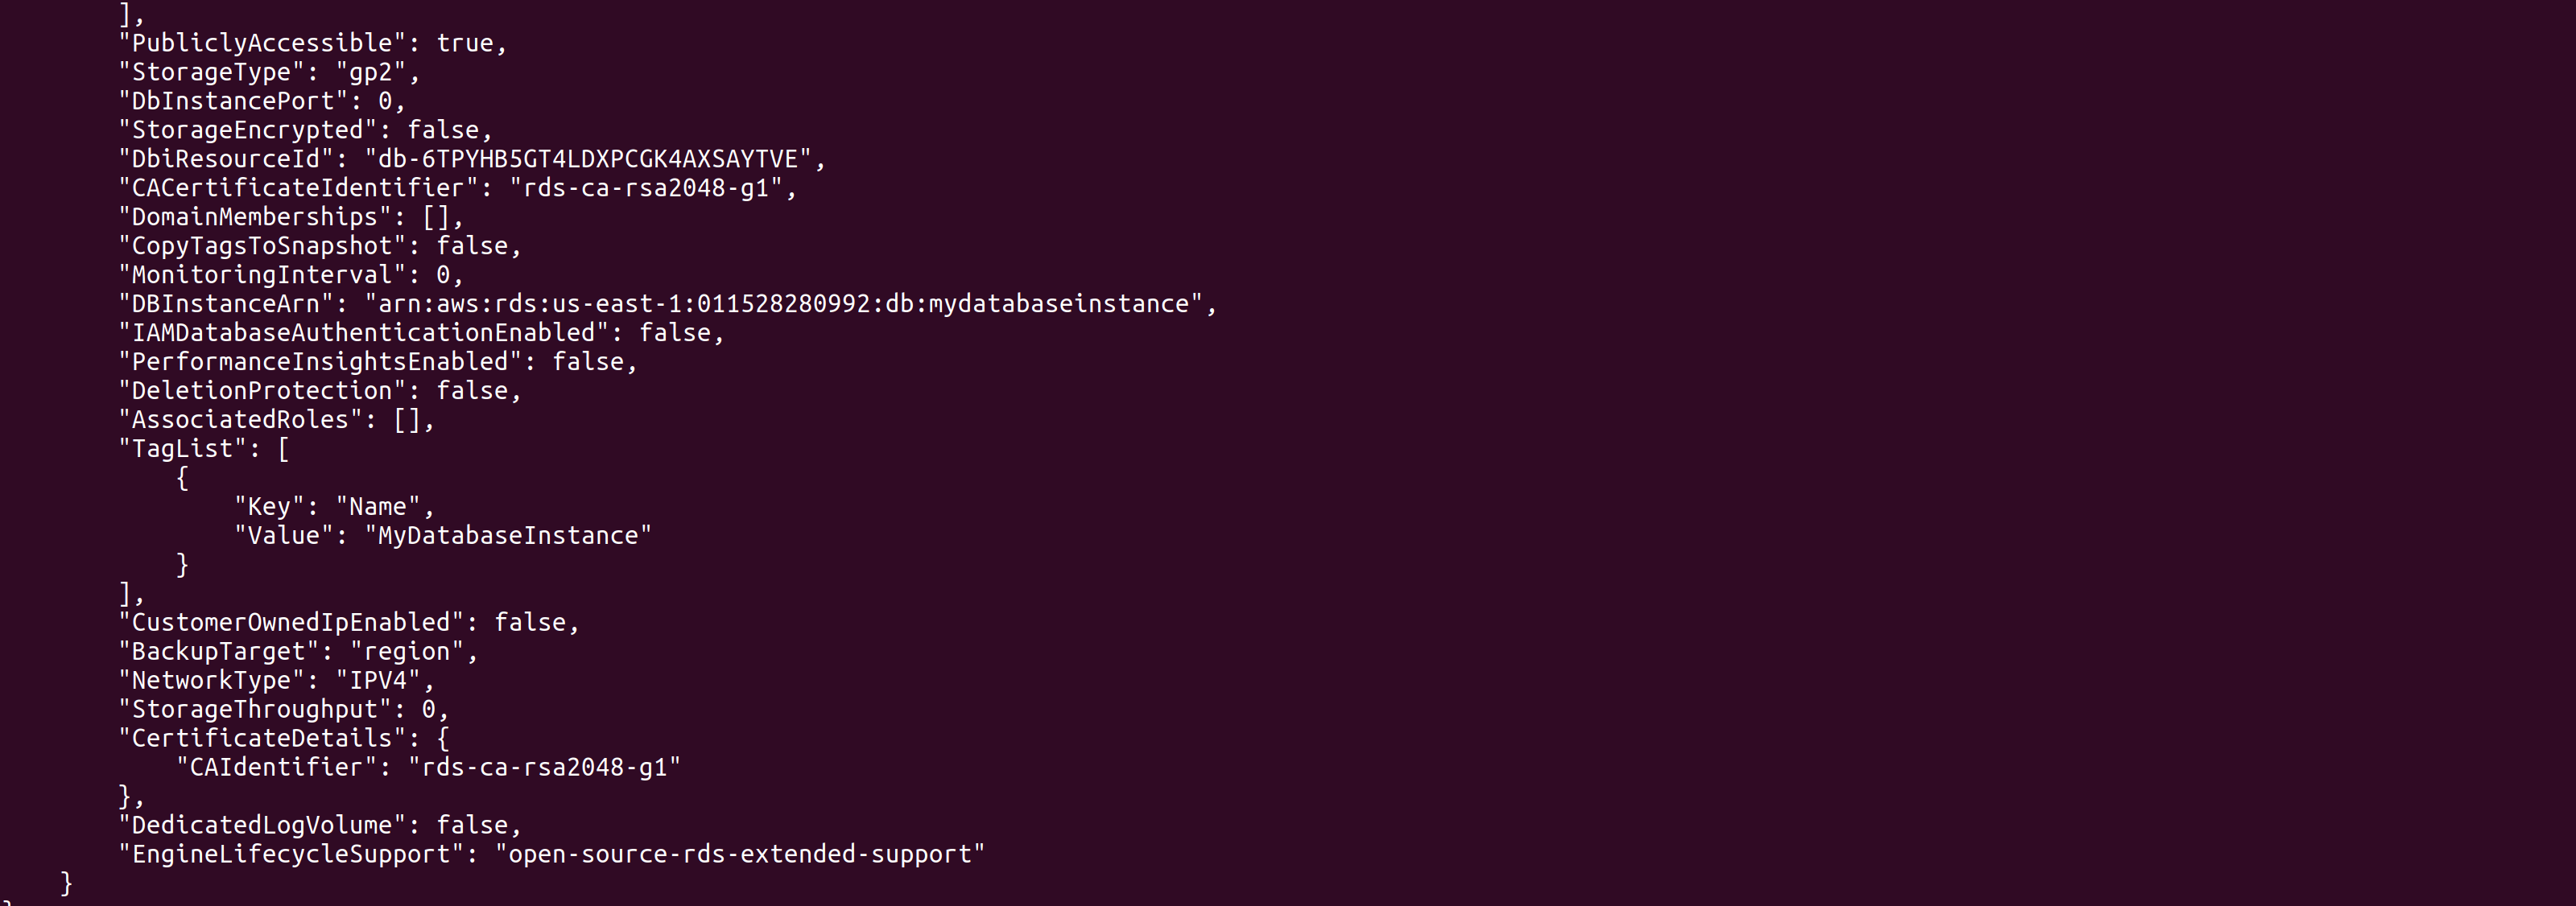 ],
"PubliclyAccessible": true,
"StorageType": "gp2",
"DbInstancePort": 0,
"StorageEncrypted": false,
"DbiResourceId": "db-6TPYHB5GT4LDXPCGK4AXSAYTVE",
"CACertificateIdentifier": "rds-ca-rsa2048-g1",
"DomainMemberships": [],
"CopyTagsToSnapshot": false,
"MonitoringInterval": 0,
"DBInstanceArn": "arn:aws:rds:us-east-1:011528280992:db:mydatabaseinstance",
"IAMDatabaseAuthenticationEnabled": false,
"PerformanceInsightsEnabled": false,
"DeletionProtection": false,
"AssociatedRoles": [],
"TagList": [
{
"Key": "Name",
"Value": "MyDatabaseInstance"
}
],
"CustomerOwnedIpEnabled": false,
"BackupTarget": "region",
"NetworkType": "IPV4",
"StorageThroughput": 0,
"CertificateDetails": {
"CAIdentifier": "rds-ca-rsa2048-g1"
},
"DedicatedLogVolume": false,
"EngineLifecycleSupport": "open-source-rds-extended-support"
}
}